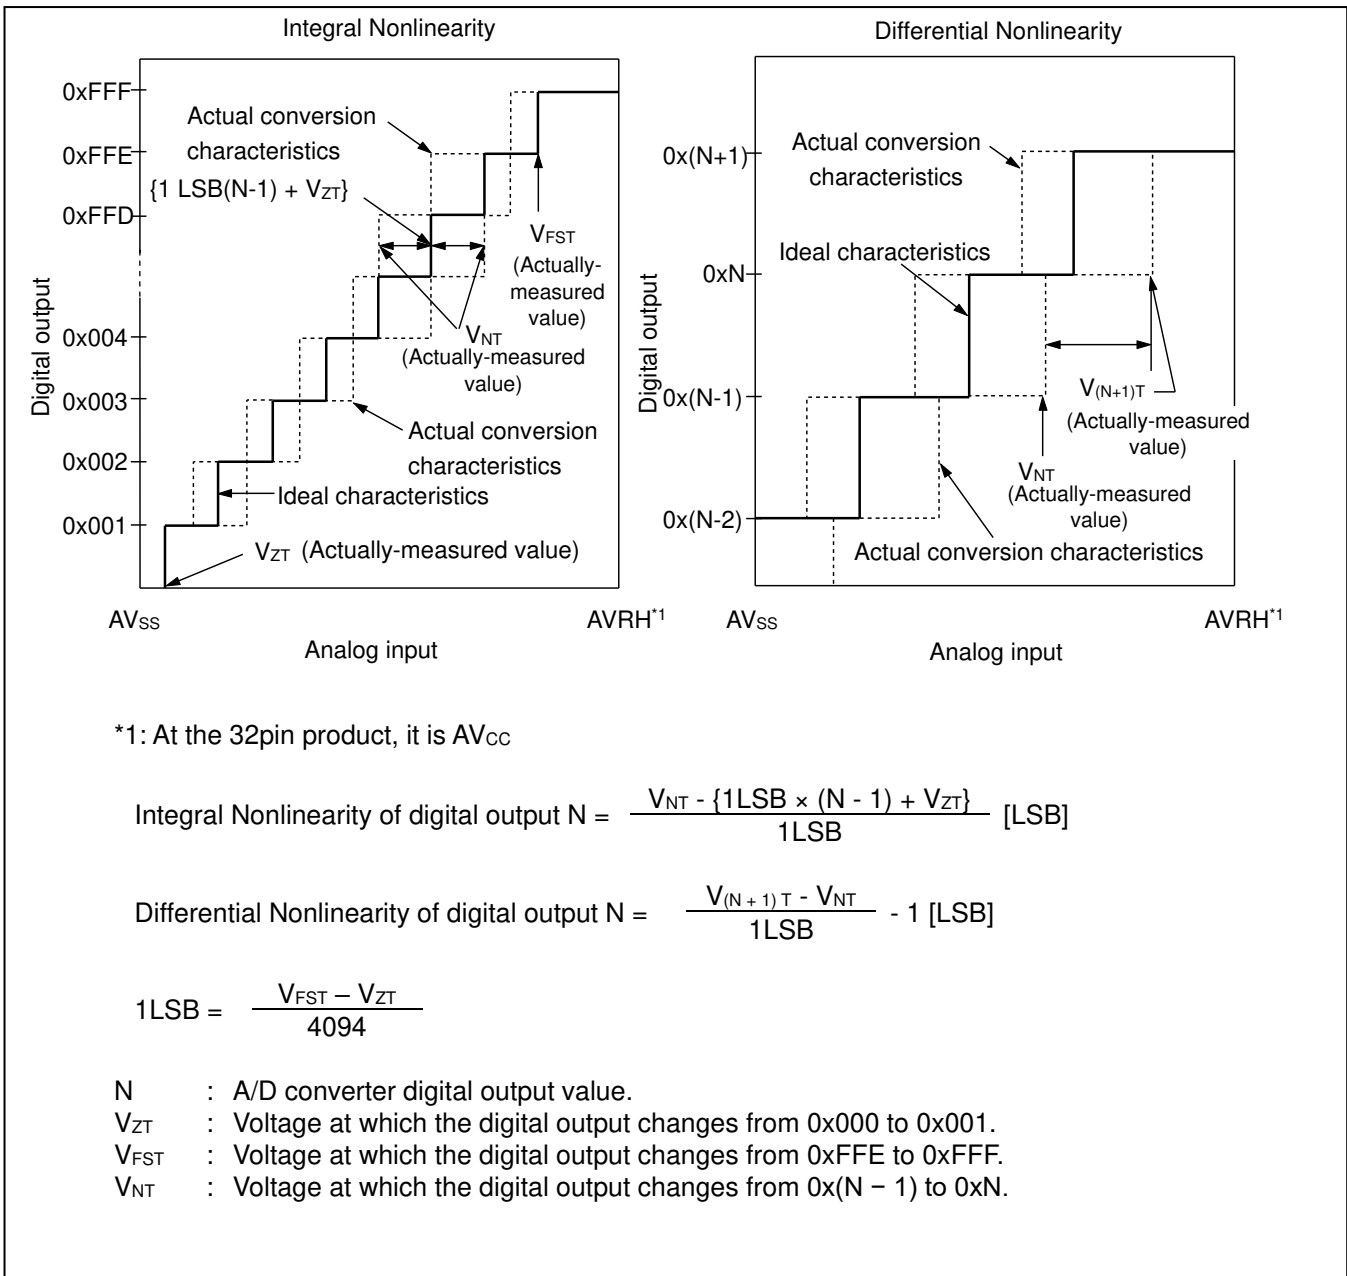 Integral Nonlinearity
0xFFF
0xFFE
0xFFD
0x004
0x003
0x002
0x001
Digital output
Actual conversion
characteristics
{1 LSB(N-1) + VZT}
VFST
(Actually-
measured
value)
VNT
(Actually-measured
value)
Actual conversion
characteristics
Ideal characteristics
VZT (Actually-measured value)
AVSS
AVRH*1
Analog input
Differential Nonlinearity
0x(N+1)
0xN
0x(N-1)
0x(N-2)
Digital output
Actual conversion
characteristics
Ideal characteristics
V(N+1)T
(Actually-measured
value)
VNT
(Actually-measured
value)
Actual conversion characteristics
AVSS
AVRH*1
Analog input
*1: At the 32pin product, it is AVCC
Integral Nonlinearity of digital output N = VNT - {1LSB × (N - 1) + VZT} / 1LSB [LSB]
Differential Nonlinearity of digital output N = V(N + 1) T - VNT / 1LSB - 1 [LSB]
1LSB = VFST – VZT / 4094
N : A/D converter digital output value.
VZT : Voltage at which the digital output changes from 0x000 to 0x001.
VFST : Voltage at which the digital output changes from 0xFFE to 0xFFF.
VNT : Voltage at which the digital output changes from 0x(N − 1) to 0xN.